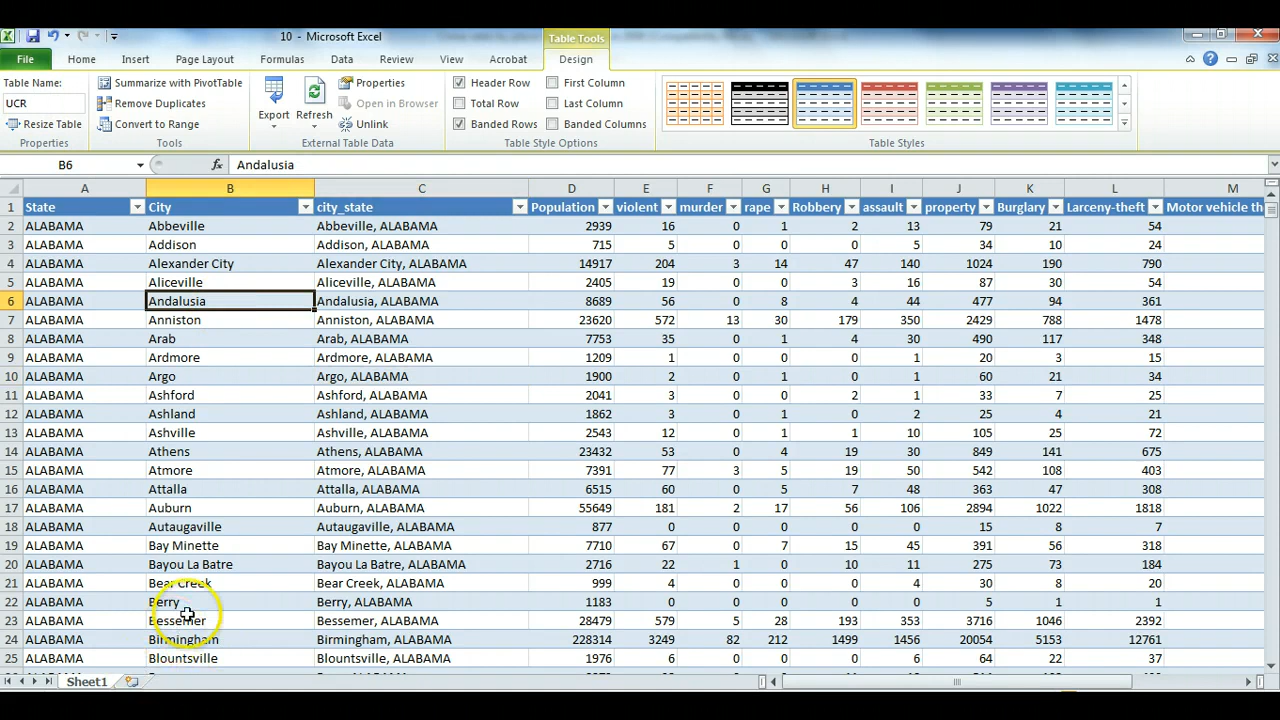 10 - Microsoft Excel
Table Tools
File Home Insert Page Layout Formulas Data Review View Acrobat Design
Table Name:
UCR
Resize Table
Properties
Summarize with PivotTable
Remove Duplicates
Convert to Range
Tools
Export
Refresh
Properties
Open in Browser
Unlink
External Table Data
Header Row
Total Row
Banded Rows
First Column
Last Column
Banded Columns
Table Style Options
Table Styles
B6 fx Andalusia
A B C D E F G H I J K L M
1 State City city_state Population violent murder rape Robbery assault property Burglary Larceny-theft Motor vehicle th
2 ALABAMA Abbeville Abbeville, ALABAMA 2939 16 0 1 2 13 79 21 54
3 ALABAMA Addison Addison, ALABAMA 715 5 0 0 0 5 34 10 24
4 ALABAMA Alexander City Alexander City, ALABAMA 14917 204 3 14 47 140 1024 190 790
5 ALABAMA Aliceville Aliceville, ALABAMA 2405 19 0 0 3 16 87 30 54
6 ALABAMA Andalusia Andalusia, ALABAMA 8689 56 0 8 4 44 477 94 361
7 ALABAMA Anniston Anniston, ALABAMA 23620 572 13 30 179 350 2429 788 1478
8 ALABAMA Arab Arab, ALABAMA 7753 35 0 1 4 30 490 117 348
9 ALABAMA Ardmore Ardmore, ALABAMA 1209 1 0 0 0 1 20 3 15
10 ALABAMA Argo Argo, ALABAMA 1900 2 0 1 0 1 60 21 34
11 ALABAMA Ashford Ashford, ALABAMA 2041 3 0 0 2 1 33 7 25
12 ALABAMA Ashland Ashland, ALABAMA 1862 3 0 1 0 2 25 4 21
13 ALABAMA Ashville Ashville, ALABAMA 2543 12 0 1 1 10 105 25 72
14 ALABAMA Athens Athens, ALABAMA 23432 53 0 4 19 30 849 141 675
15 ALABAMA Atmore Atmore, ALABAMA 7391 77 3 5 19 50 542 108 403
16 ALABAMA Attalla Attalla, ALABAMA 6515 60 0 5 7 48 363 47 308
17 ALABAMA Auburn Auburn, ALABAMA 55649 181 2 17 56 106 2894 1022 1818
18 ALABAMA Autaugaville Autaugaville, ALABAMA 877 0 0 0 0 0 15 8 7
19 ALABAMA Bay Minette Bay Minette, ALABAMA 7710 67 0 7 15 45 391 56 318
20 ALABAMA Bayou La Batre Bayou La Batre, ALABAMA 2716 22 1 0 10 11 275 73 184
21 ALABAMA Bear Creek Bear Creek, ALABAMA 999 4 0 0 0 4 30 8 20
22 ALABAMA Berry Berry, ALABAMA 1183 0 0 0 0 0 5 1 1
23 ALABAMA Bessemer Bessemer, ALABAMA 28479 579 5 28 193 353 3716 1046 2392
24 ALABAMA Birmingham Birmingham, ALABAMA 228314 3249 82 212 1499 1456 20054 5153 12761
25 ALABAMA Blountsville Blountsville, ALABAMA 1976 6 0 0 0 6 64 22 37
Sheet1